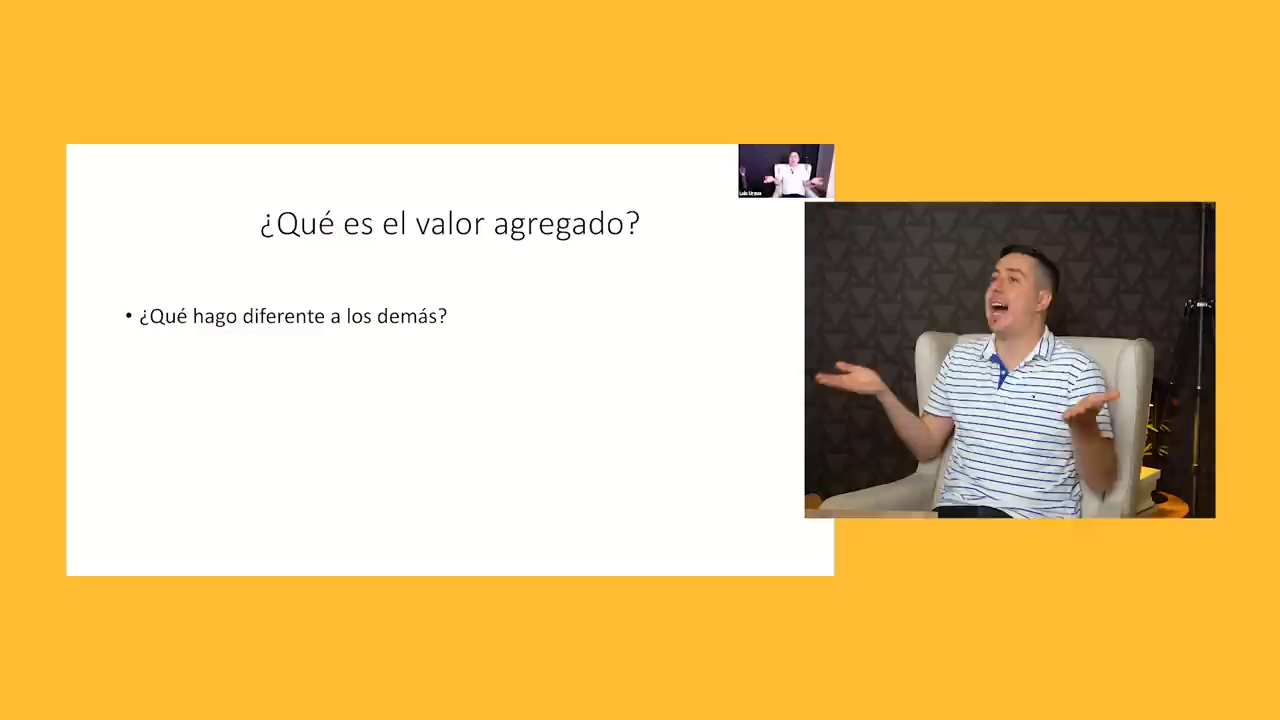 ¿Qué es el valor agregado?
• ¿Qué hago diferente a los demás?